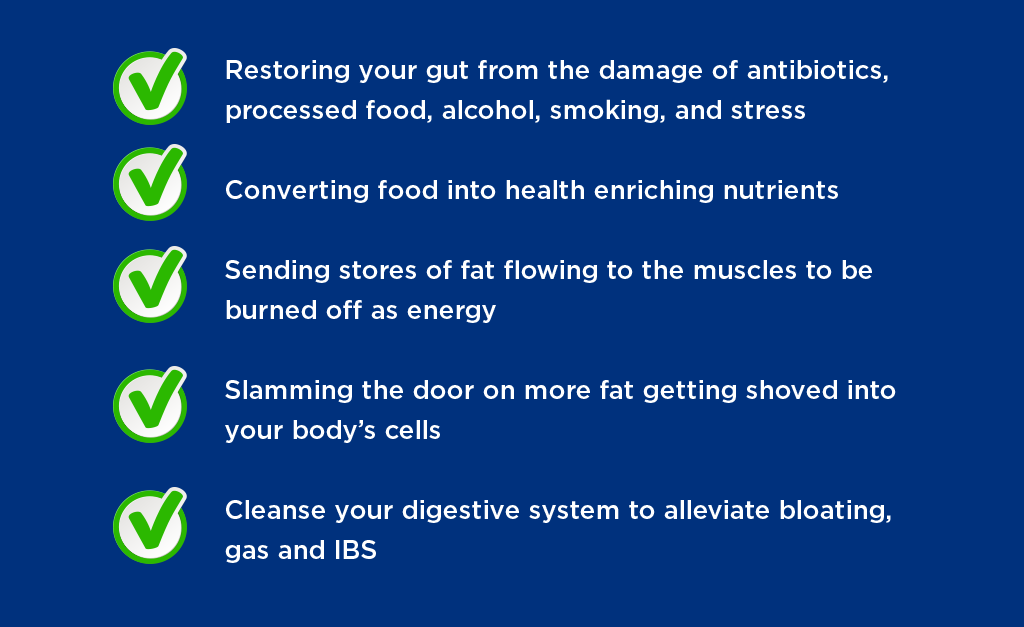 Restoring your gut from the damage of antibiotics,
processed food, alcohol, smoking, and stress
Converting food into health enriching nutrients
Sending stores of fat flowing to the muscles to be
burned off as energy
Slamming the door on more fat getting shoved into
your body’s cells
Cleanse your digestive system to alleviate bloating,
gas and IBS